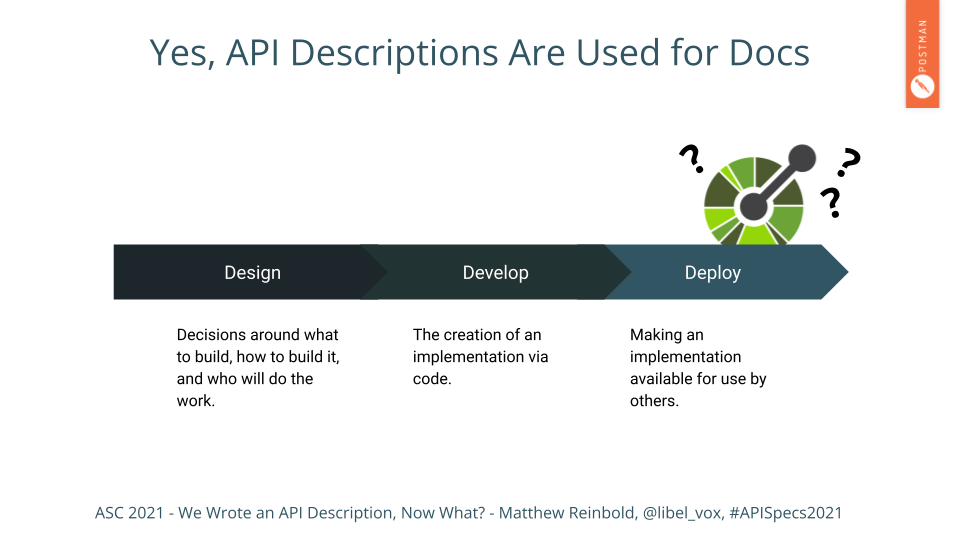 Yes, API Descriptions Are Used for Docs
POSTMAN
?
?
?
Design
Develop
Deploy
Decisions around what
to build, how to build it,
and who will do the
work.
The creation of an
implementation via
code.
Making an
implementation
available for use by
others.
ASC 2021 - We Wrote an API Description, Now What? - Matthew Reinbold, @libel_vox, #APISpecs2021